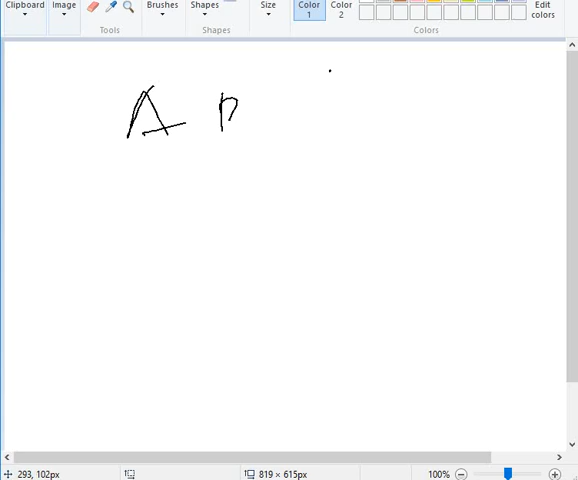 Clipboard Image Brushes Shapes Size Color 1 Color 2 Edit colors
Tools Shapes Colors
A
293, 102px 819 × 615px 100%